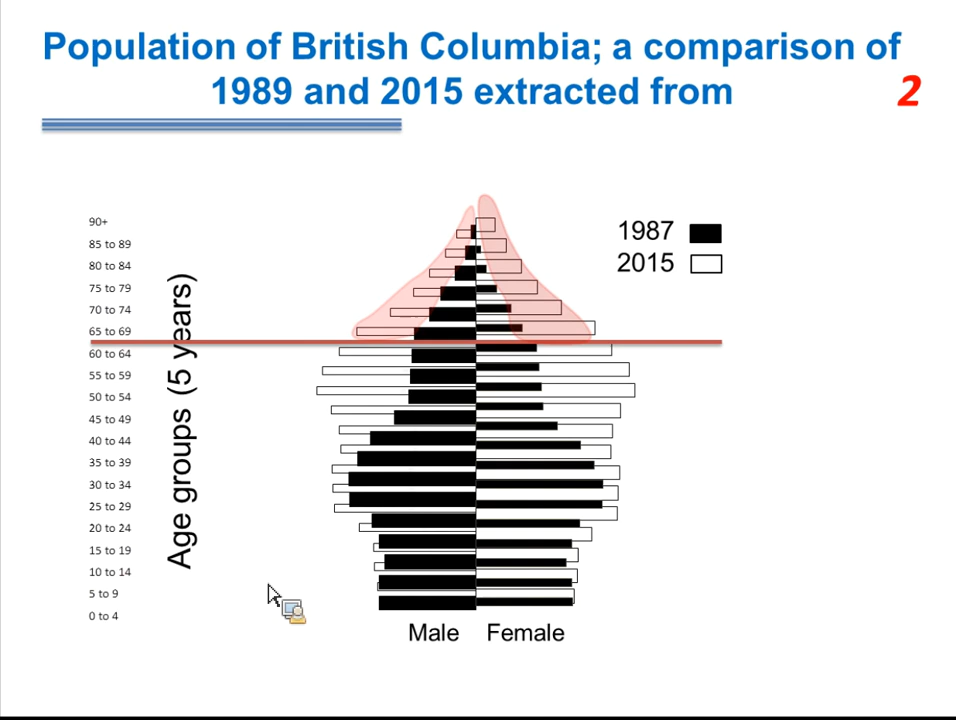 Population of British Columbia; a comparison of
1989 and 2015 extracted from
2
90+
85 to 89
80 to 84
75 to 79
70 to 74
65 to 69
60 to 64
55 to 59
50 to 54
45 to 49
40 to 44
35 to 39
30 to 34
25 to 29
20 to 24
15 to 19
10 to 14
5 to 9
0 to 4
Age groups (5 years)
1987
2015
Male Female